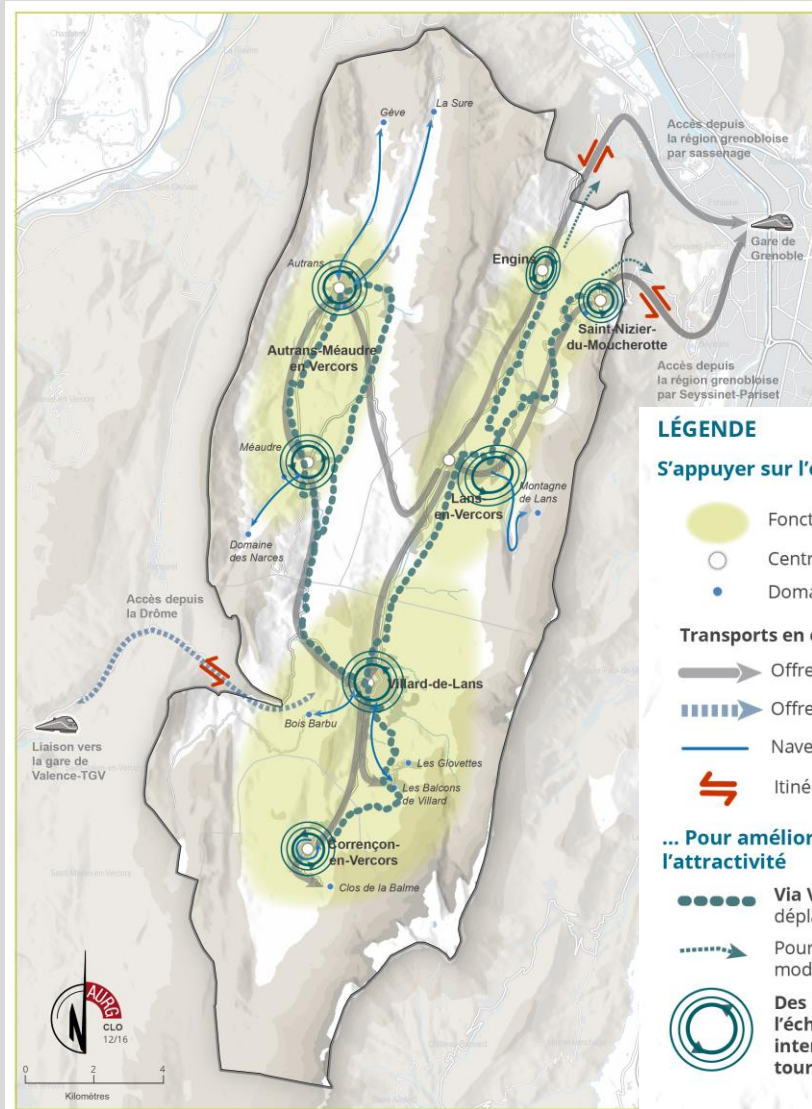 Gève
La Sure
Accès depuis
la région grenobloise
par sassenage
Gare de
Grenoble
Engins
Autrans
Saint-Nizier-
du-Moucherotte
Autrans-Méaudre
en Vercors
Accès depuis
la région grenobloise
par Seyssinet-Pariset
Méaudre
Lans
en-Vercors
Montagne
de Lans
Domaine
des Narces
Accès depuis
la Drôme
Villard-de-Lans
Bois Barbu
Liaison vers
la gare de
Valence-TGV
Les Glovettes
Les Balcons
de Villard
Corrençon-
en-Vercors
Clos de la Balme
N
AURG
CLO
12/16
0 2 4
Kilomètres
LÉGENDE
S'appuyer sur l'
Fonct
Centr
Doma
Transports en
Offre
Offre
Nave
Itiné
... Pour amélior
l'attractivité
Via V
dépla
Pour
mod
Des
l'éch
inter
tour